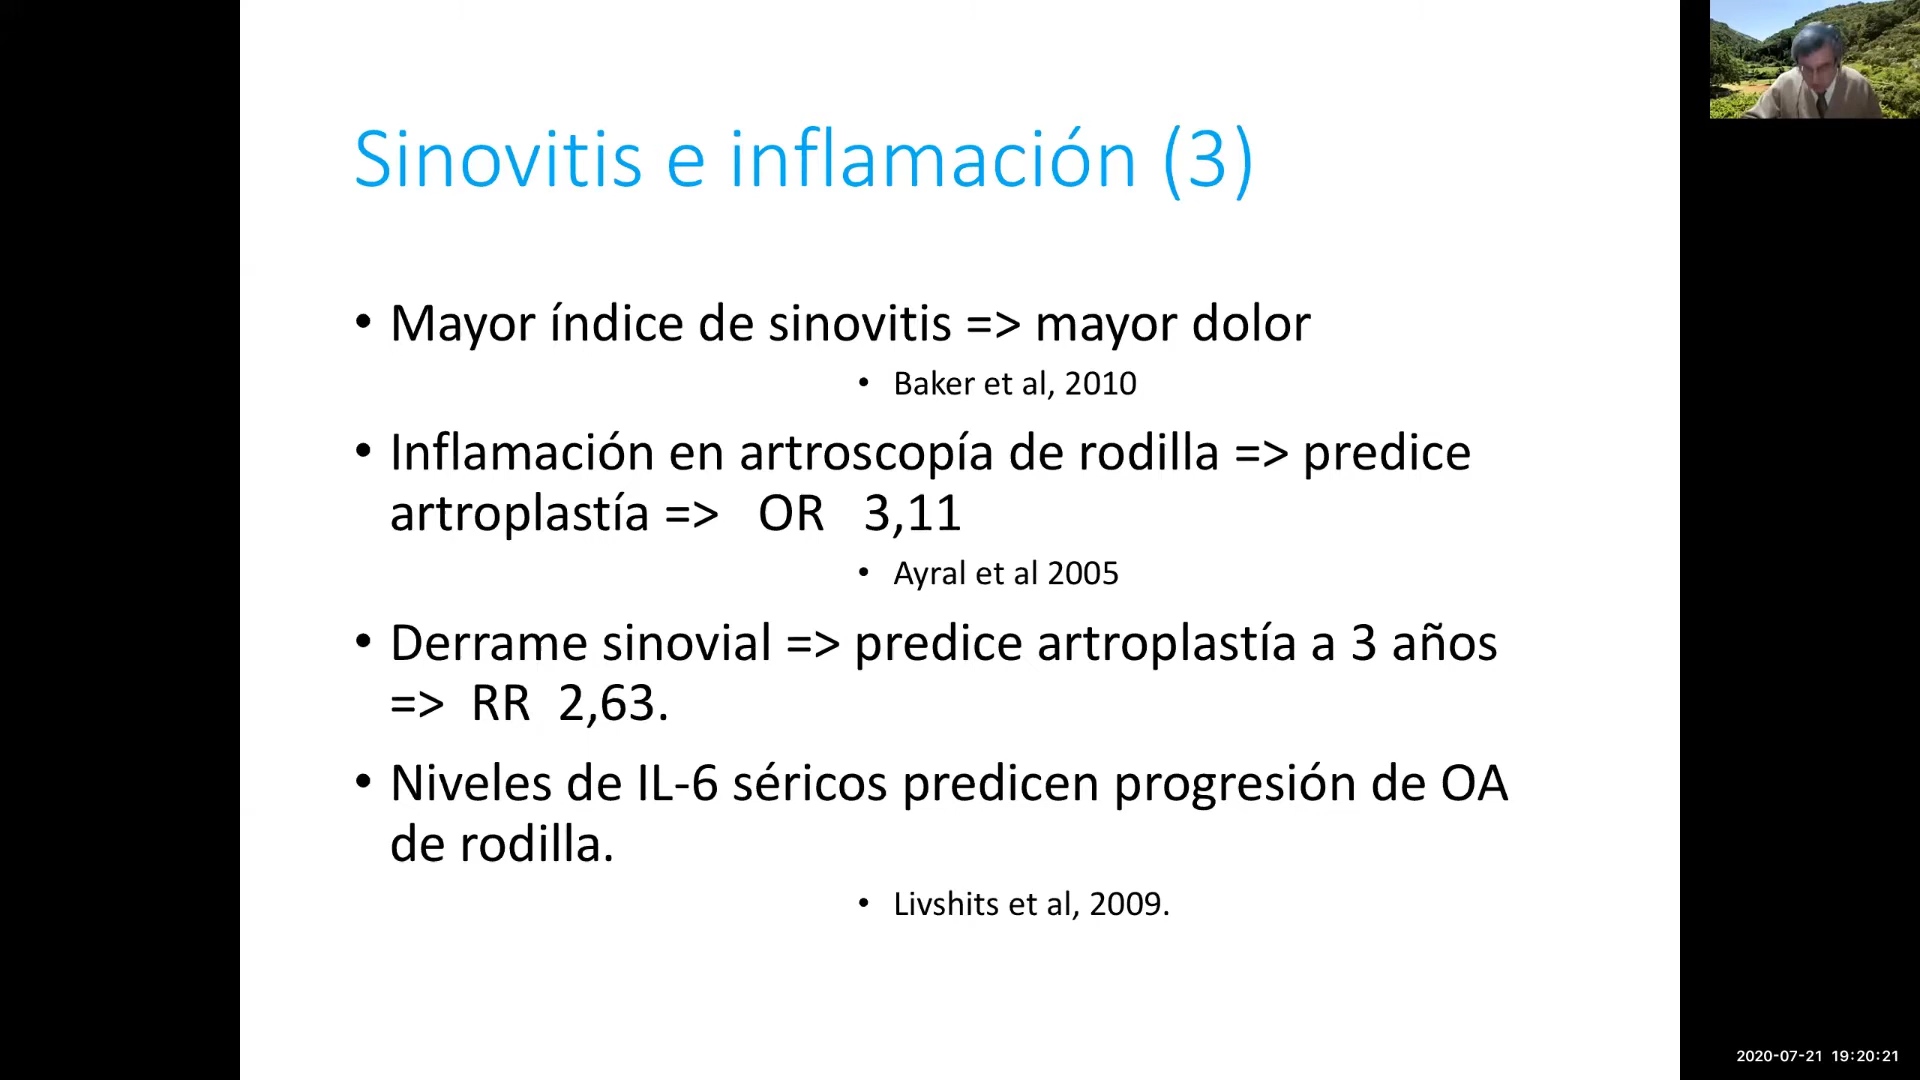 Sinovitis e inflamación (3)
• Mayor índice de sinovitis => mayor dolor
• Baker et al, 2010
• Inflamación en artroscopía de rodilla => predice
artroplastía => OR 3,11
• Ayral et al 2005
• Derrame sinovial => predice artroplastía a 3 años
=> RR 2,63.
• Niveles de IL-6 séricos predicen progresión de OA
de rodilla.
• Livshits et al, 2009.
2020-07-21 19:20:21